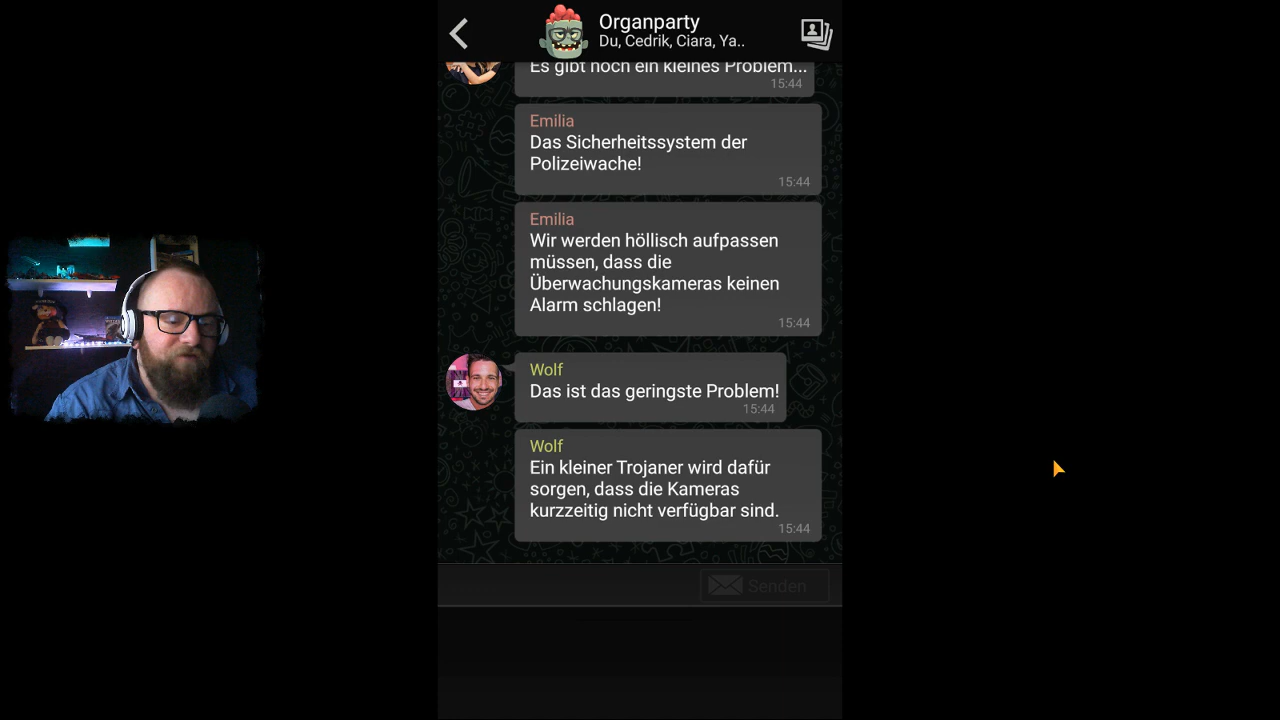 Organparty
Du, Cedrik, Ciara, Ya..
Es gibt noch ein kleines Problem...
15:44
Emilia
Das Sicherheitssystem der
Polizeiwache!
15:44
Emilia
Wir werden höllisch aufpassen
müssen, dass die
Überwachungskameras keinen
Alarm schlagen!
15:44
Wolf
Das ist das geringste Problem!
15:44
Wolf
Ein kleiner Trojaner wird dafür
sorgen, dass die Kameras
kurzzeitig nicht verfügbar sind.
15:44
Senden